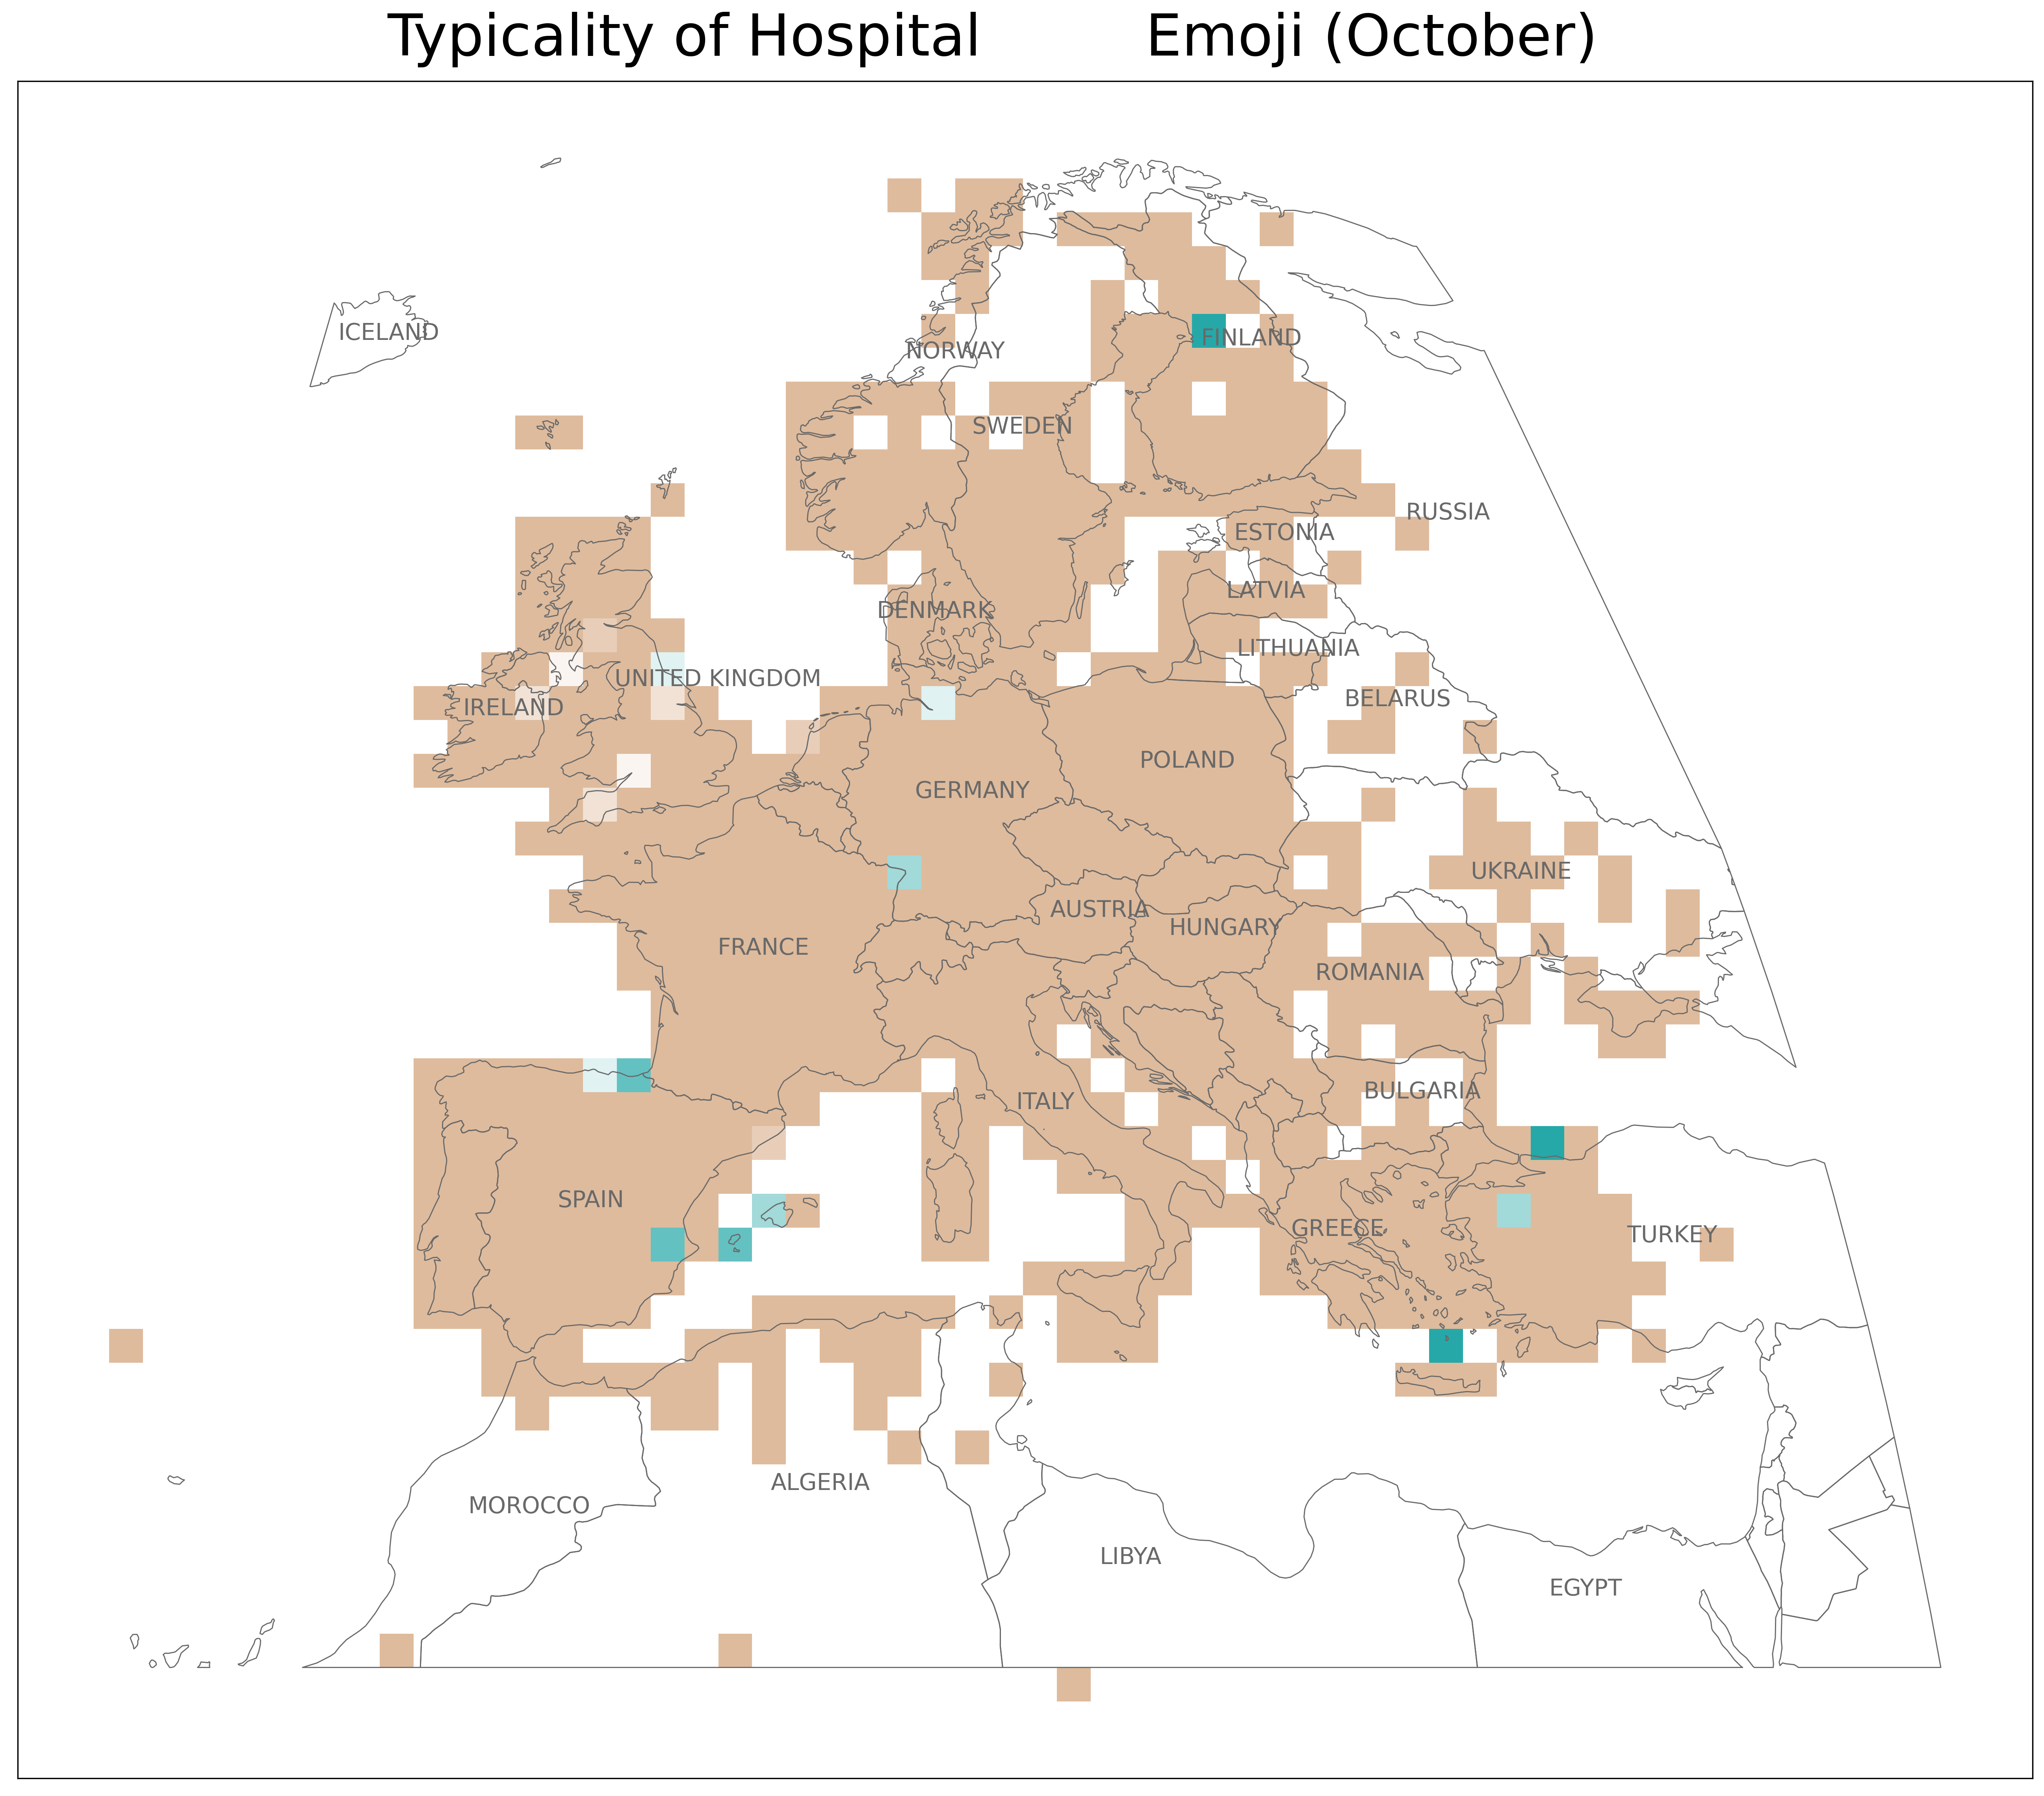 Typicality of Hospital Emoji (October)
ICELAND
FINLAND
NORWAY
SWEDEN
RUSSIA
ESTONIA
LATVIA
DENMARK
LITHUANIA
UNITED KINGDOM
BELARUS
IRELAND
POLAND
GERMANY
UKRAINE
AUSTRIA
HUNGARY
FRANCE
ROMANIA
BULGARIA
ITALY
SPAIN
GREECE
TURKEY
ALGERIA
MOROCCO
LIBYA
EGYPT